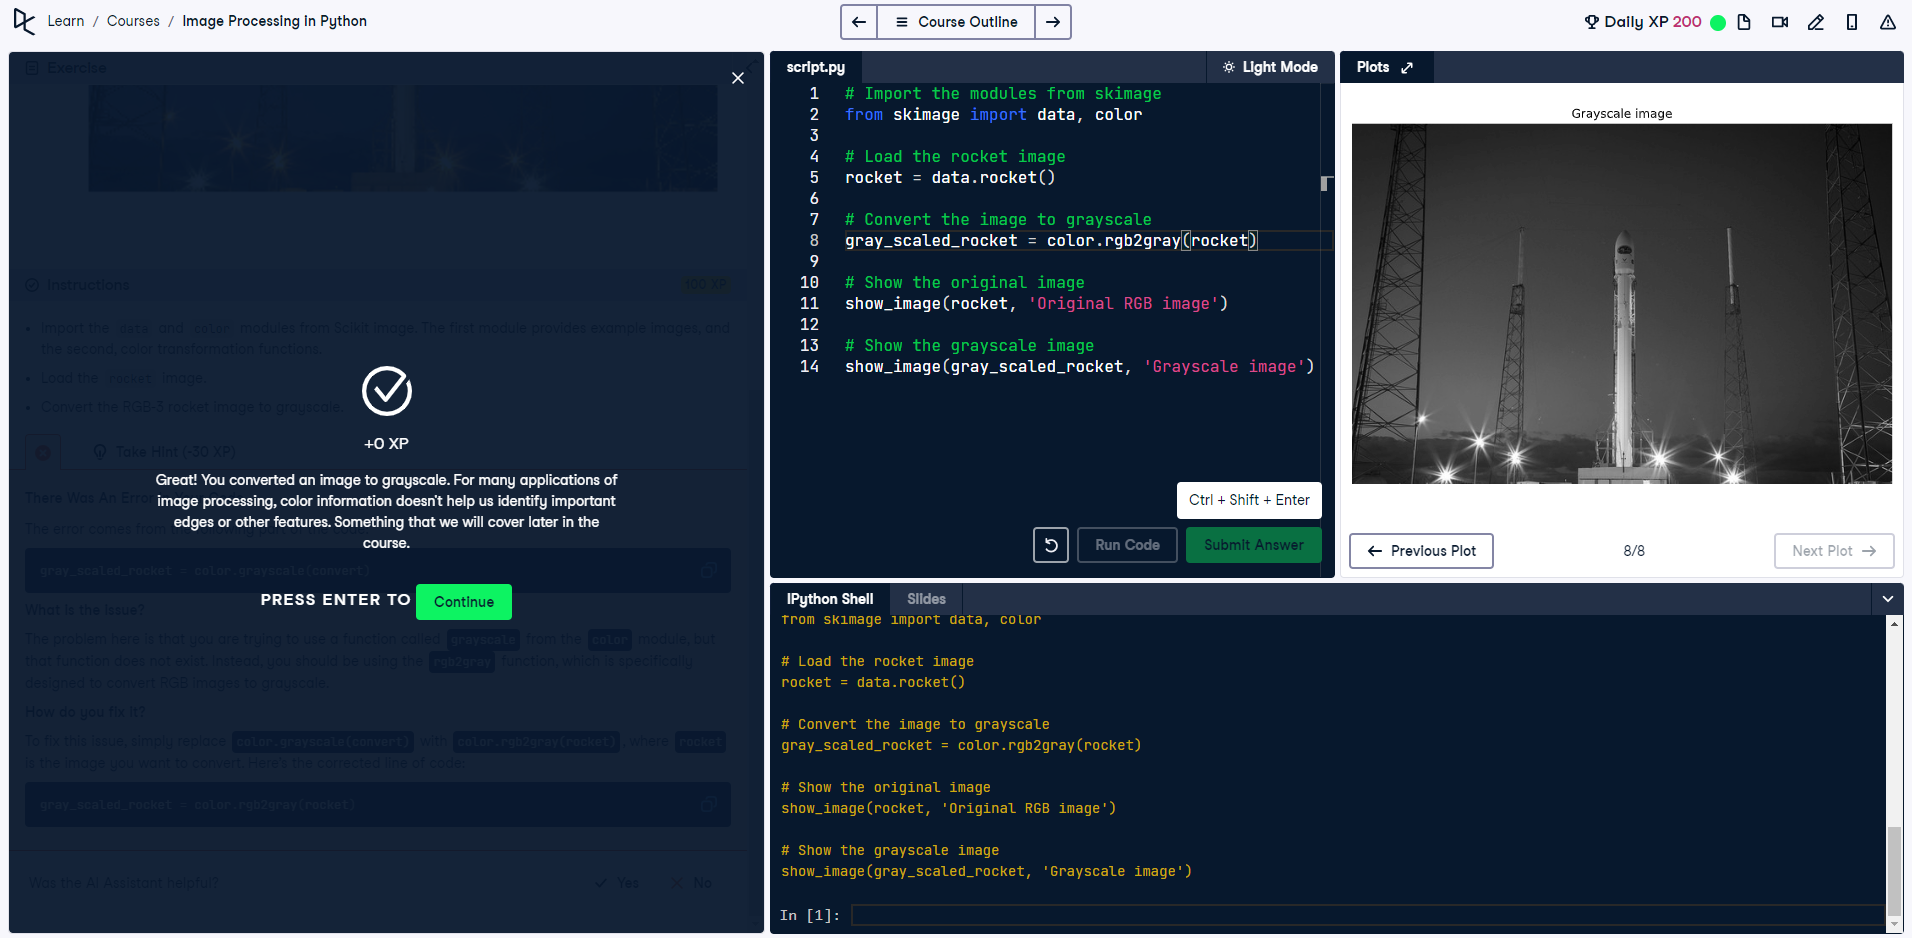 Learn / Courses / Image Processing in Python
Course Outline
Daily XP 200
Exercise
Instructions
100 XP
Import the data and color modules from Scikit image. The first module provides example images, and
the second, color transformation functions.
Load the rocket image.
Convert the RGB-3 rocket image to grayscale.
Take Hint (-30 XP)
+0 XP
Great! You converted an image to grayscale. For many applications of
image processing, color information doesn't help us identify important
edges or other features. Something that we will cover later in the
course.
PRESS ENTER TO Continue
There Was An Error
The error comes from
gray_scaled_rocket = color.grayscale(convert)
What is the issue?
The problem here is that you are trying to use a function called grayscale from the color module, but
that function does not exist. Instead, you should be using the rgb2gray function, which is specifically
designed to convert RGB images to grayscale.
How do you fix it?
To fix this issue, simply replace color.grayscale(convert) with color.rgb2gray(rocket), where rocket
is the image you want to convert. Here's the corrected line of code:
gray_scaled_rocket = color.rgb2gray(rocket)
Was the AI Assistant helpful?
Yes
No
script.py
Light Mode
1 # Import the modules from skimage
2 from skimage import data, color
3
4 # Load the rocket image
5 rocket = data.rocket()
6
7 # Convert the image to grayscale
8 gray_scaled_rocket = color.rgb2gray(rocket)
9
10 # Show the original image
11 show_image(rocket, 'Original RGB image')
12
13 # Show the grayscale image
14 show_image(gray_scaled_rocket, 'Grayscale image')
Ctrl + Shift + Enter
Run Code
Submit Answer
Plots
Grayscale image
Previous Plot
8/8
Next Plot
IPython Shell
Slides
from skimage import data, color
# Load the rocket image
rocket = data.rocket()
# Convert the image to grayscale
gray_scaled_rocket = color.rgb2gray(rocket)
# Show the original image
show_image(rocket, 'Original RGB image')
# Show the grayscale image
show_image(gray_scaled_rocket, 'Grayscale image')
In [1]: